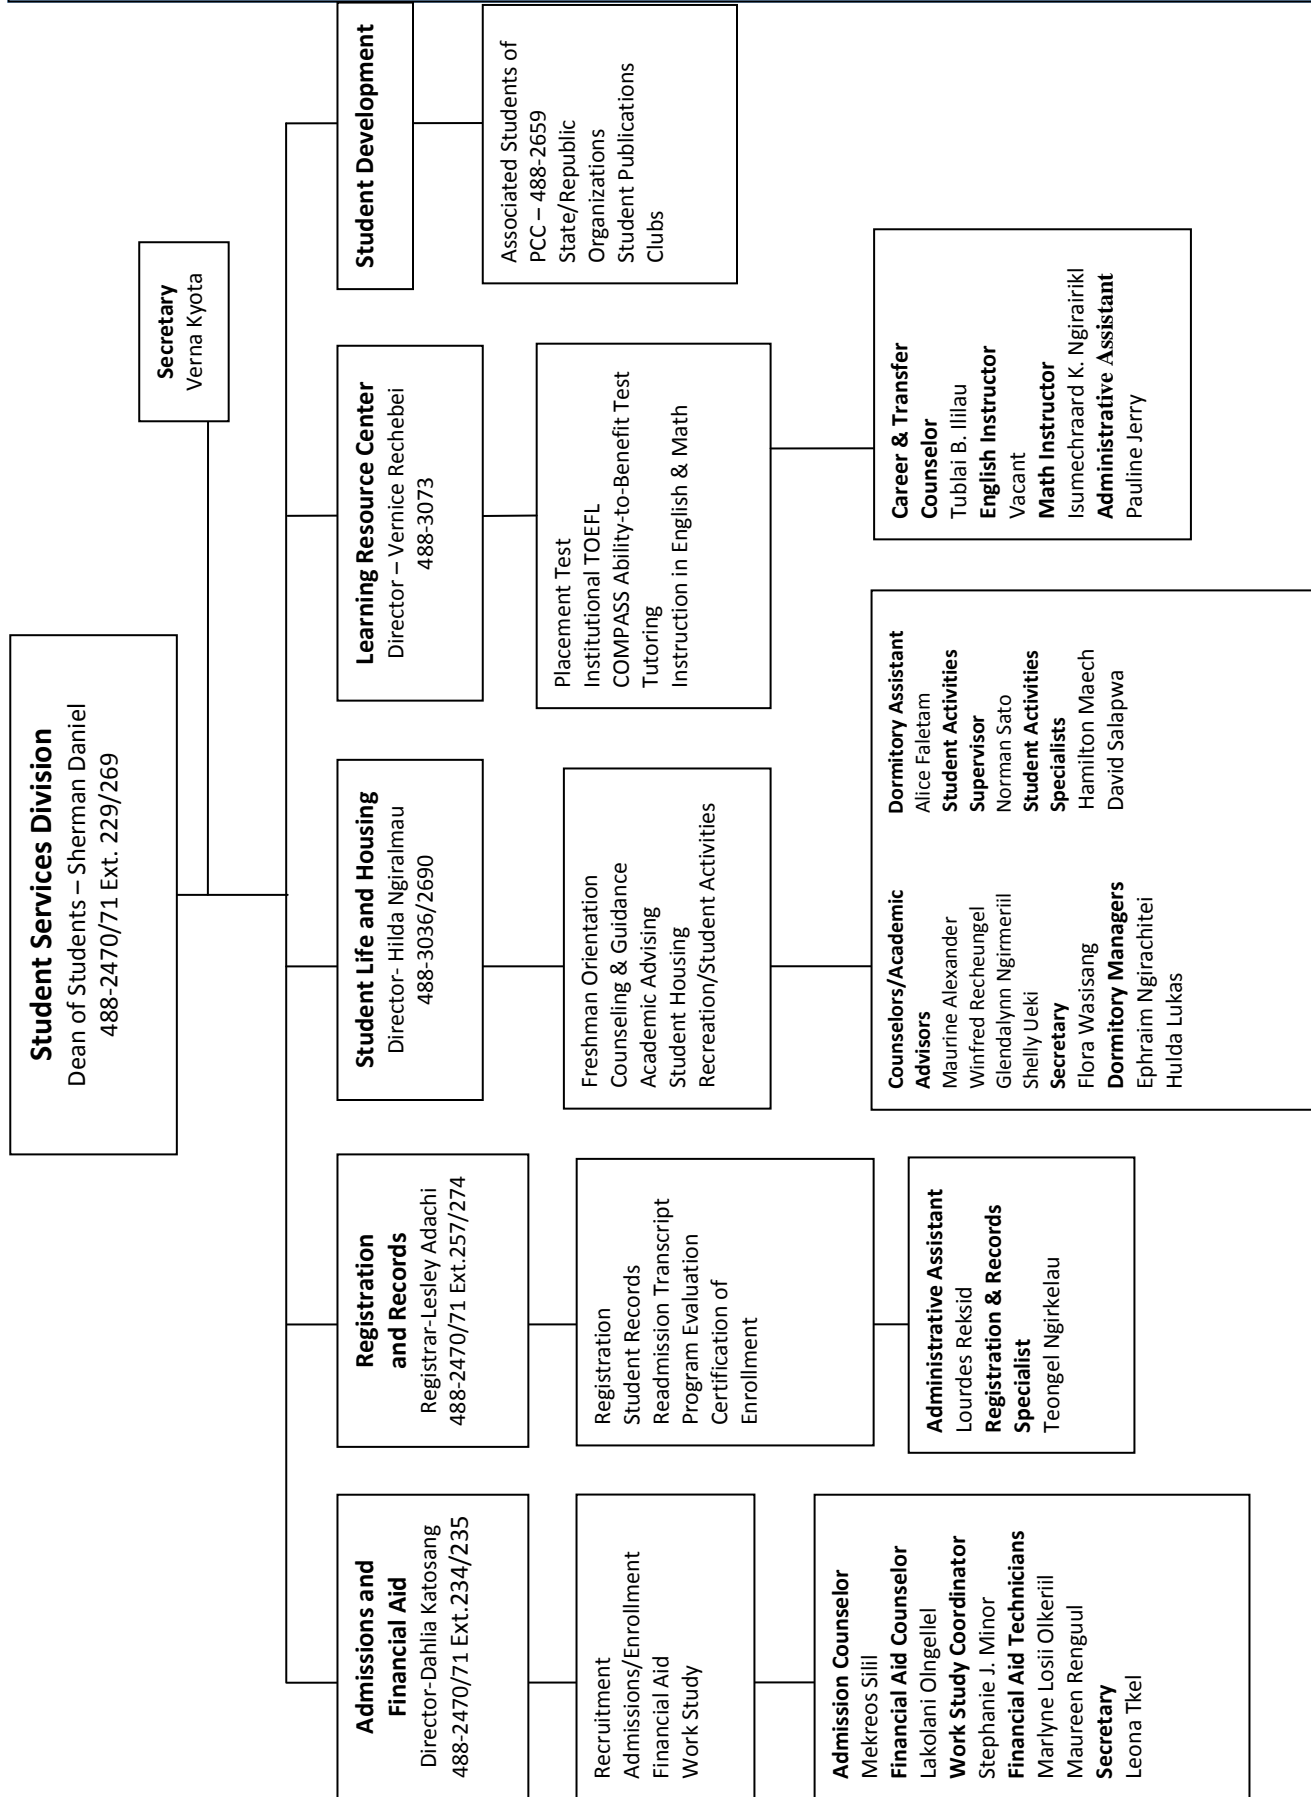 Student Services Division
Dean of Students – Sherman Daniel
488-2470/71 Ext. 229/269
Secretary
Verna Kyota
Admissions and
Financial Aid
Director-Dahlia Katosang
488-2470/71 Ext.234/235
Recruitment
Admissions/Enrollment
Financial Aid
Work Study
Admission Counselor
Mekreos Silil
Financial Aid Counselor
Lakolani Olngellel
Work Study Coordinator
Stephanie J. Minor
Financial Aid Technicians
Marlyne Losii Olkeriil
Maureen Rengul
Secretary
Leona Tkel
Registration
and Records
Registrar-Lesley Adachi
488-2470/71 Ext.257/274
Registration
Student Records
Readmission Transcript
Program Evaluation
Certification of
Enrollment
Administrative Assistant
Lourdes Reksid
Registration & Records
Specialist
Teongel Ngirkelau
Student Life and Housing
Director- Hilda Ngiralmau
488-3036/2690
Freshman Orientation
Counseling & Guidance
Academic Advising
Student Housing
Recreation/Student Activities
Counselors/Academic
Advisors
Maurine Alexander
Winfred Recheungel
Glendalynn Ngirmeriil
Shelly Ueki
Secretary
Flora Wasisang
Dormitory Managers
Ephraim Ngirachitei
Hulda Lukas
Dormitory Assistant
Alice Faletam
Student Activities
Supervisor
Norman Sato
Student Activities
Specialists
Hamilton Maech
David Salapwa
Learning Resource Center
Director – Vernice Rechebei
488-3073
Placement Test
Institutional TOEFL
COMPASS Ability-to-Benefit Test
Tutoring
Instruction in English & Math
Career & Transfer
Counselor
Tublai B. Ililau
English Instructor
Vacant
Math Instructor
Isumechraard K. Ngirairikl
Administrative Assistant
Pauline Jerry
Student Development
Associated Students of
PCC – 488-2659
State/Republic
Organizations
Student Publications
Clubs